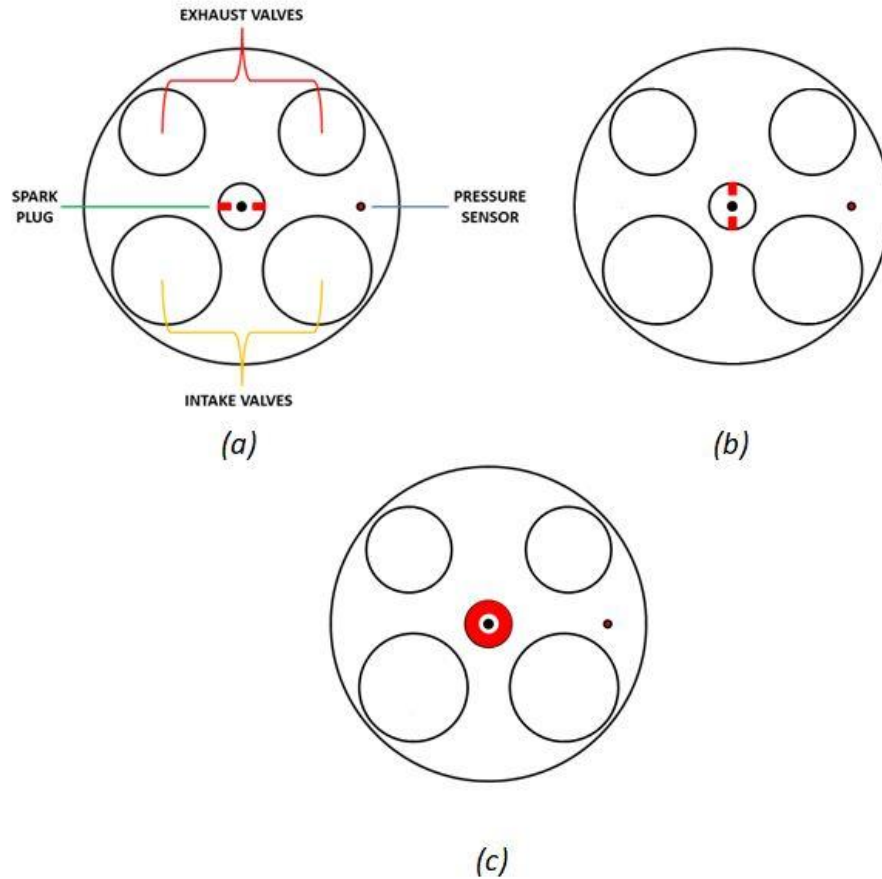 EXHAUST VALVES
SPARK
PLUG
PRESSURE
SENSOR
INTAKE VALVES
(a)
(b)
(c)